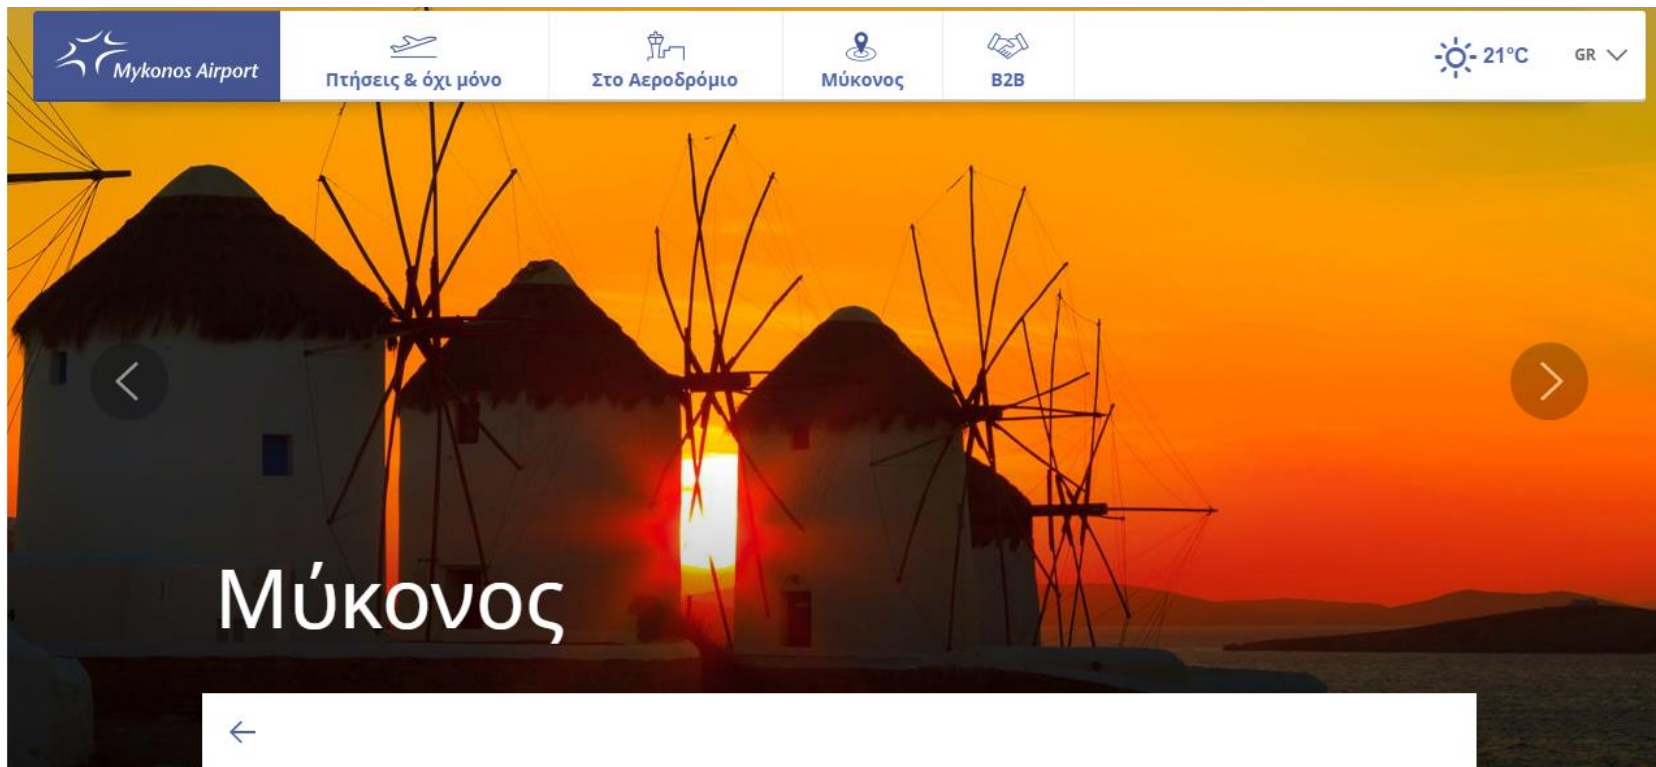 Mykonos Airport
Πτήσεις & όχι μόνο
Στο Αεροδρόμιο
Μύκονος
B2B
21°C
GR
Μύκονος